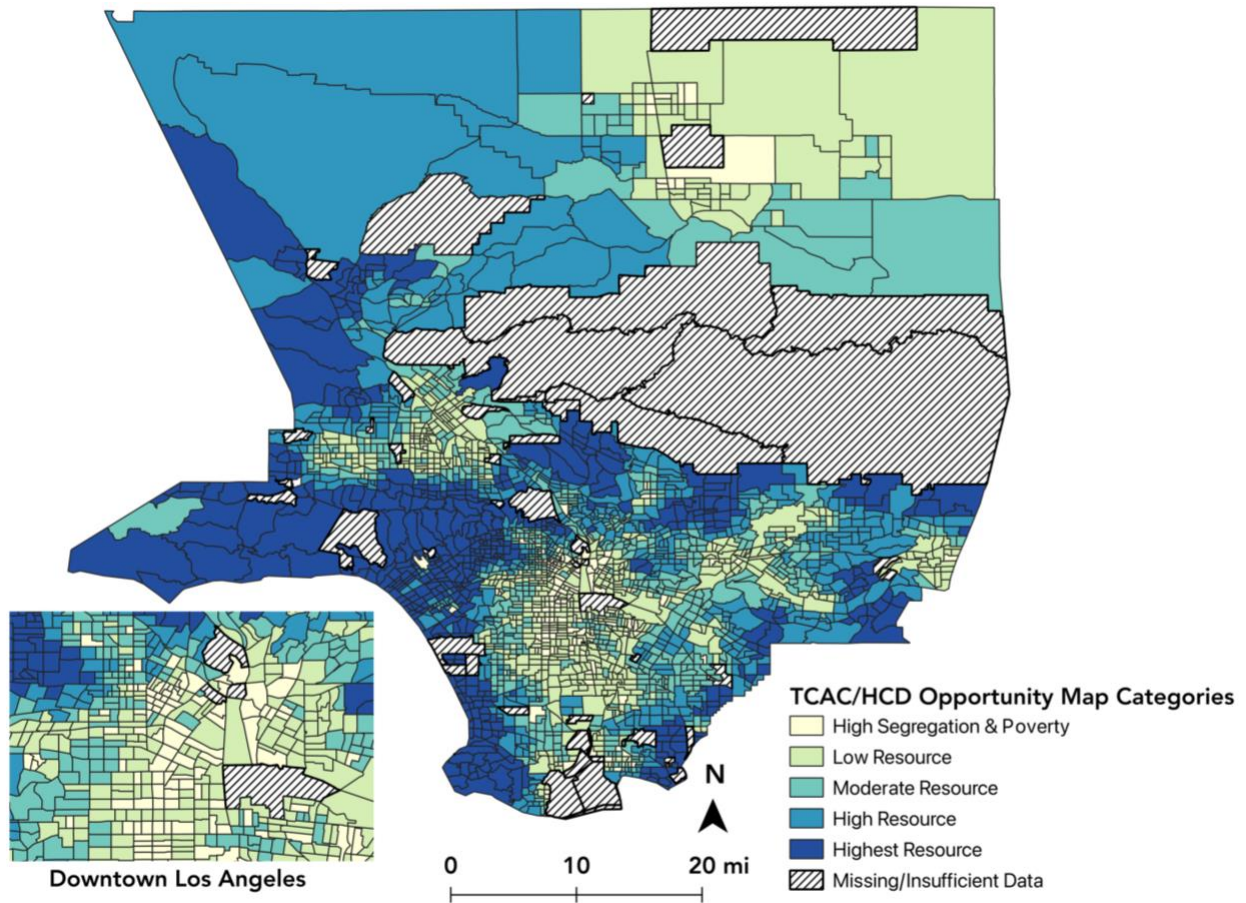 TCAC/HCD Opportunity Map Categories
High Segregation & Poverty
Low Resource
Moderate Resource
High Resource
Highest Resource
Missing/Insufficient Data
N
0 10 20 mi
Downtown Los Angeles